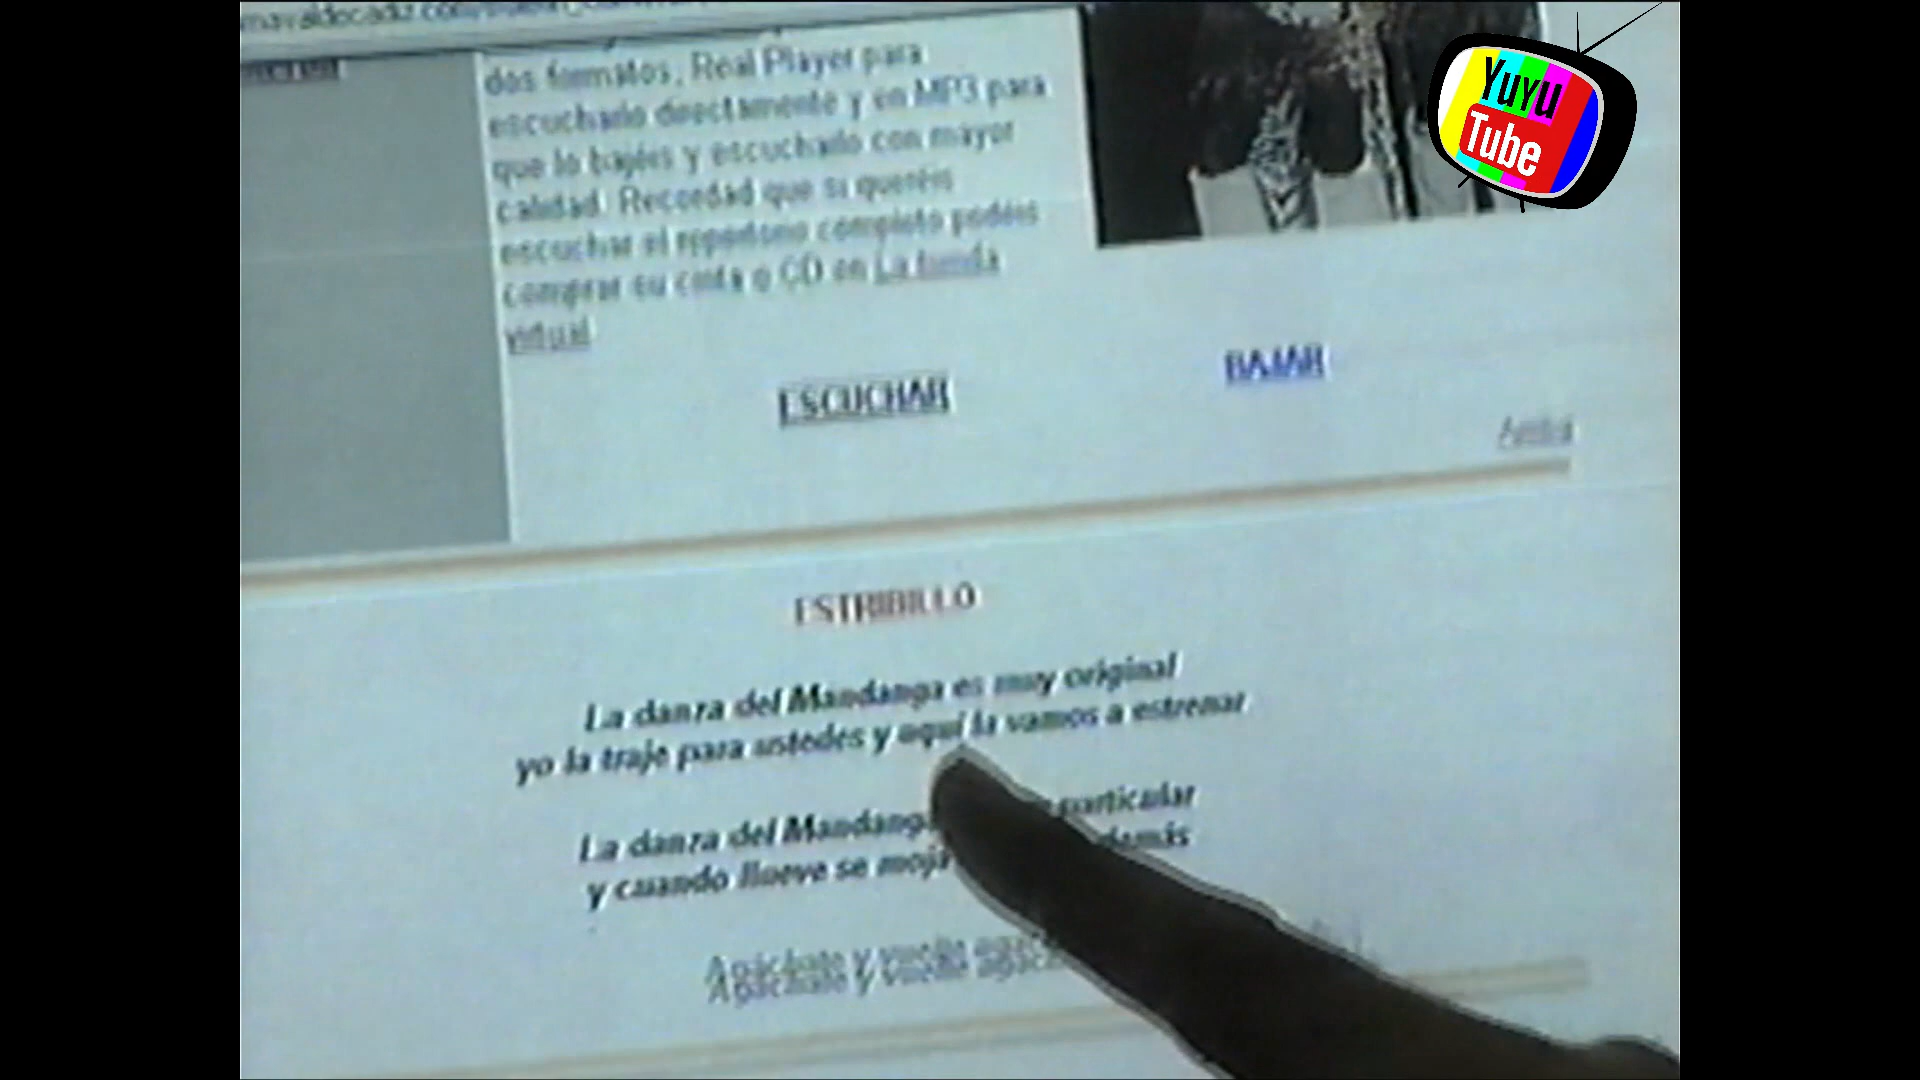 dos formatos, Real Player para
escucharlo directamente y en MP3 para
que lo bajéis y escucharlo con mayor
calidad. Recordad que si queréis
escuchar el repertorio completo podéis
comprar su cinta o CD en La tienda
virtual
ESCUCHAR
BAJAR
Arriba
ESTRIBILLO
La danza del Mandanga es muy original
yo la traje para ustedes y aquí la vamos a estrenar
La danza del Mandanga particular
y cuando llueve se moja demás
Apáchate y vuelve
Yuyu
Tube